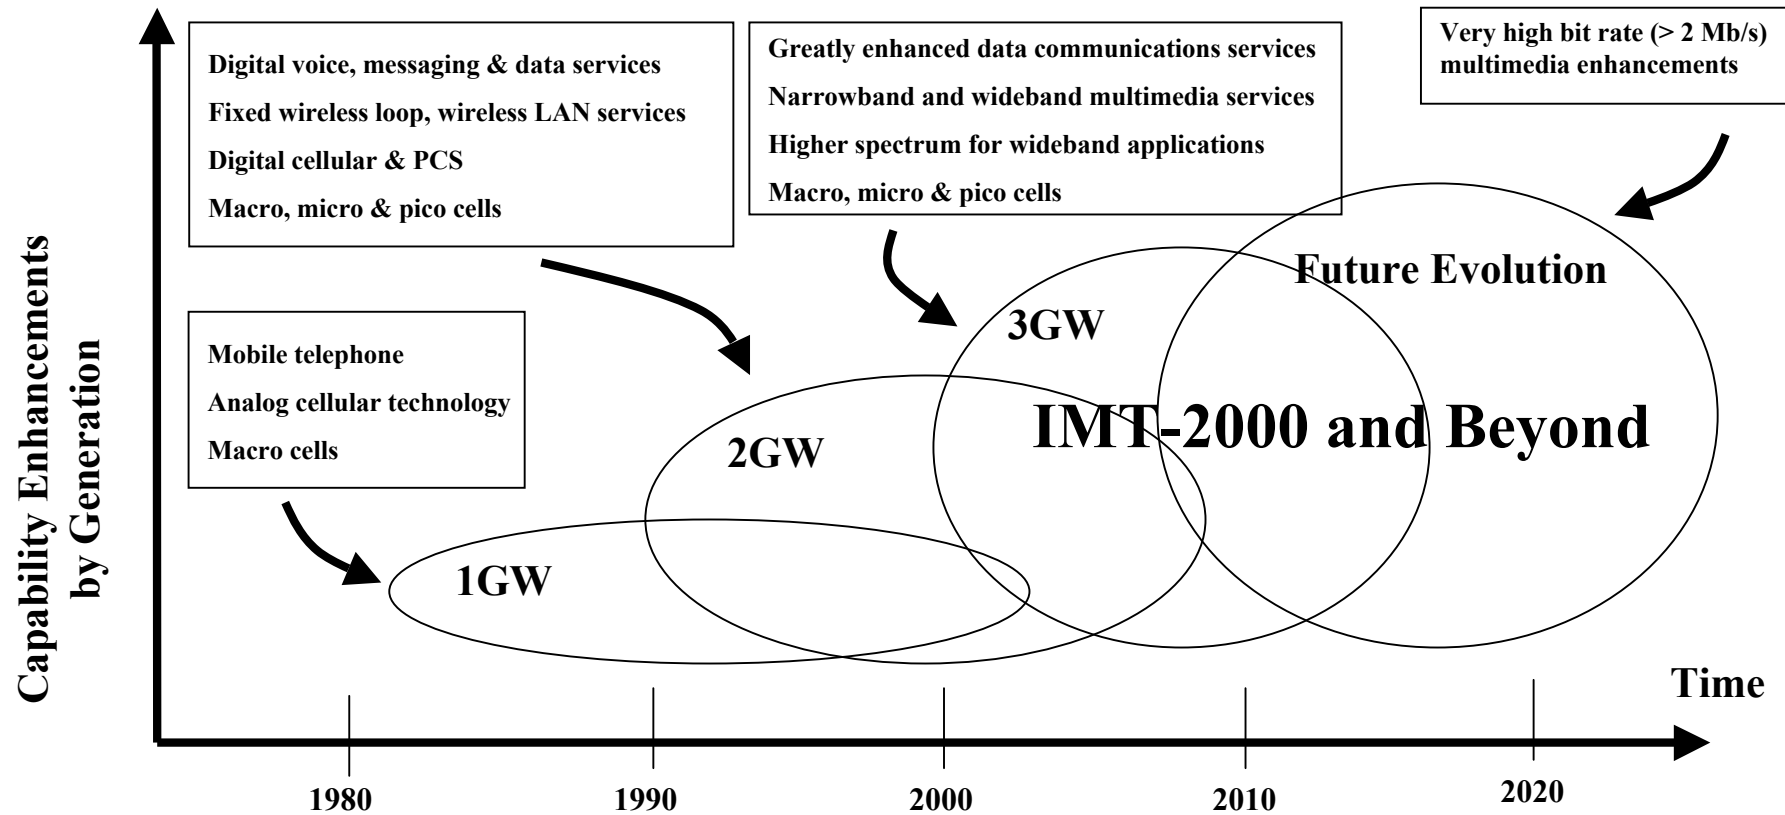 Digital voice, messaging & data services
Fixed wireless loop, wireless LAN services
Digital cellular & PCS
Macro, micro & pico cells
Greatly enhanced data communications services
Narrowband and wideband multimedia services
Higher spectrum for wideband applications
Macro, micro & pico cells
Very high bit rate (> 2 Mb/s)
multimedia enhancements
Mobile telephone
Analog cellular technology
Macro cells
Capability Enhancements
by Generation
1GW
2GW
3GW
Future Evolution
IMT-2000 and Beyond
Time
1980
1990
2000
2010
2020